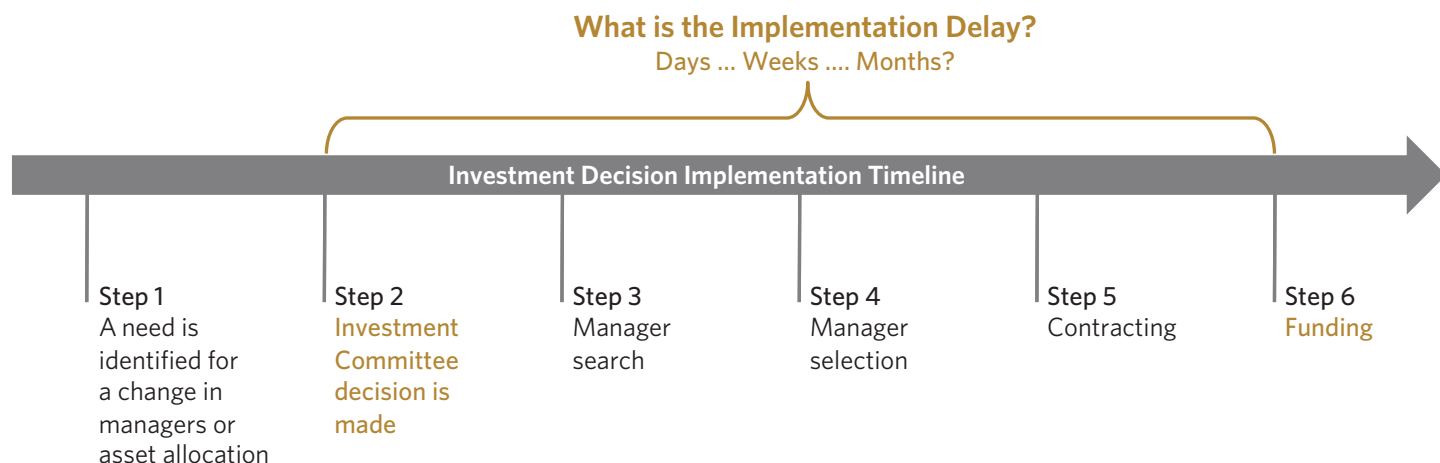 What is the Implementation Delay?
Days ... Weeks .... Months?
Investment Decision Implementation Timeline
Step 1
A need is
identified for
a change in
managers or
asset allocation
Step 2
Investment
Committee
decision is
made
Step 3
Manager
search
Step 4
Manager
selection
Step 5
Contracting
Step 6
Funding